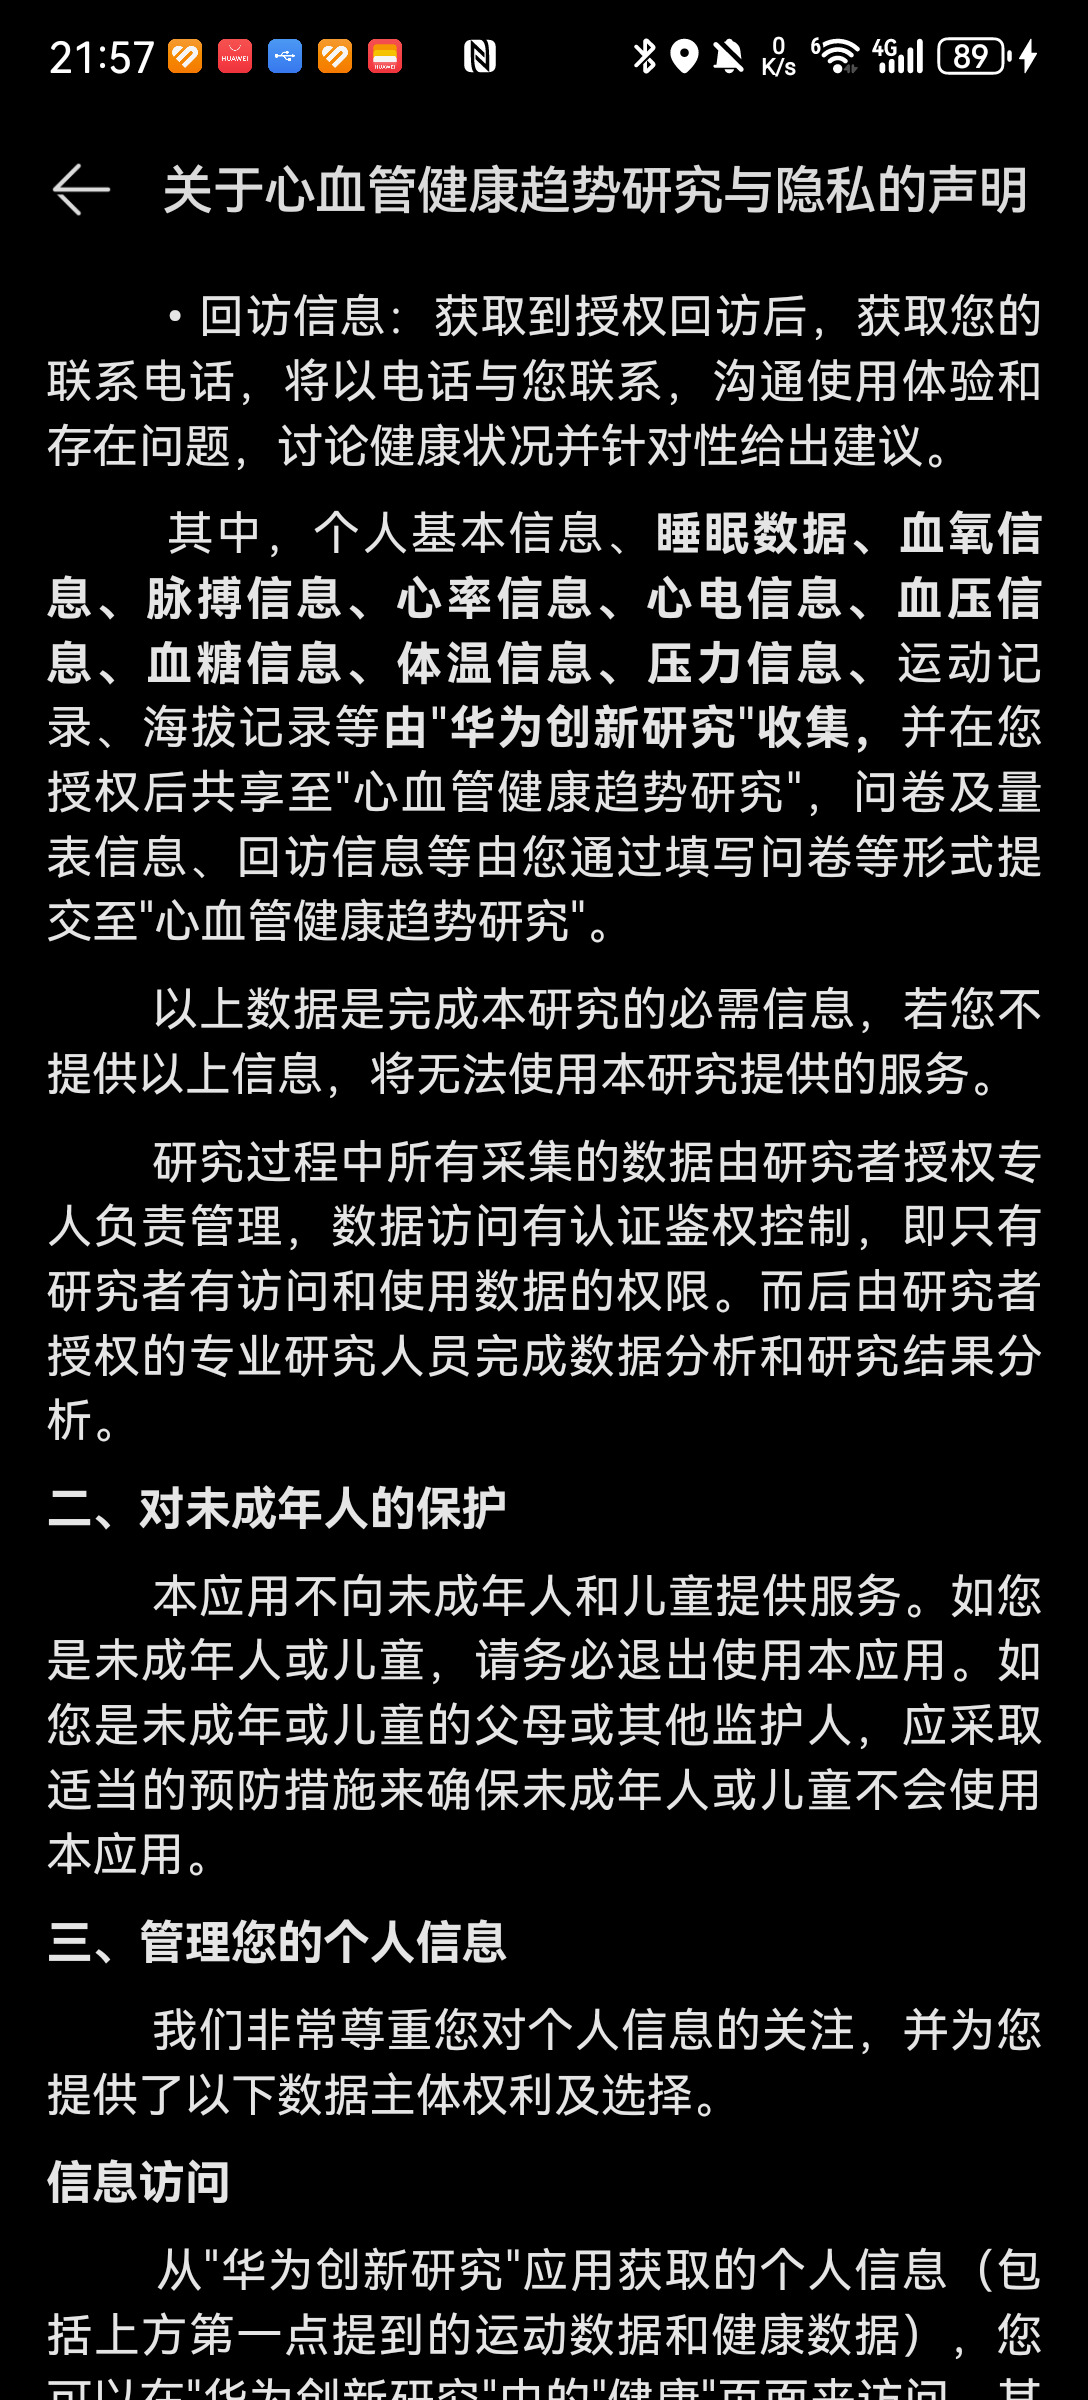 21:57 HUAWEI HUAWEI 0 K/s 6 4G 89
关于心血管健康趋势研究与隐私的声明
• 回访信息：获取到授权回访后，获取您的
联系电话，将以电话与您联系，沟通使用体验和
存在问题，讨论健康状况并针对性给出建议。
其中，个人基本信息、睡眠数据、血氧信
息、脉搏信息、心率信息、心电信息、血压信
息、血糖信息、体温信息、压力信息、运动记
录、海拔记录等由"华为创新研究"收集，并在您
授权后共享至"心血管健康趋势研究"，问卷及量
表信息、回访信息等由您通过填写问卷等形式提
交至"心血管健康趋势研究"。
以上数据是完成本研究的必需信息，若您不
提供以上信息，将无法使用本研究提供的服务。
研究过程中所有采集的数据由研究者授权专
人负责管理，数据访问有认证鉴权控制，即只有
研究者有访问和使用数据的权限。而后由研究者
授权的专业研究人员完成数据分析和研究结果分
析。
二、对未成年人的保护
本应用不向未成年人和儿童提供服务。如您
是未成年人或儿童，请务必退出使用本应用。如
您是未成年或儿童的父母或其他监护人，应采取
适当的预防措施来确保未成年人或儿童不会使用
本应用。
三、管理您的个人信息
我们非常尊重您对个人信息的关注，并为您
提供了以下数据主体权利及选择。
信息访问
从"华为创新研究"应用获取的个人信息（包
括上方第一点提到的运动数据和健康数据），您
可以在"华为创新研究"中的"健康"页面来访问，其